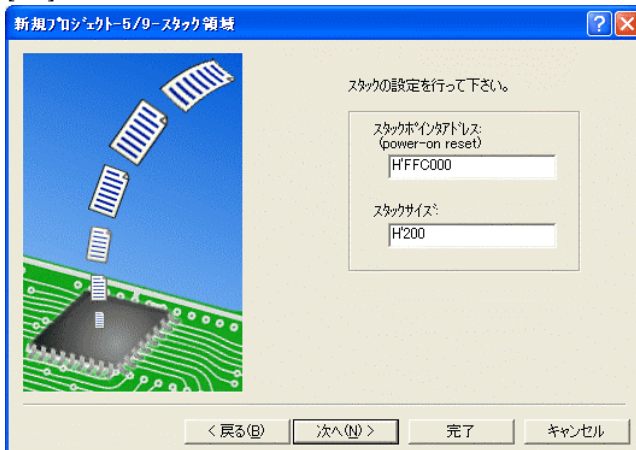 新規プロジェクト-5/9-スタック領域
スタックの設定を行って下さい。
スタックポインタアドレス:
(power-on reset)
H'FFC000
スタックサイズ:
H'200
< 戻る(B)
次へ(N) >
完了
キャンセル